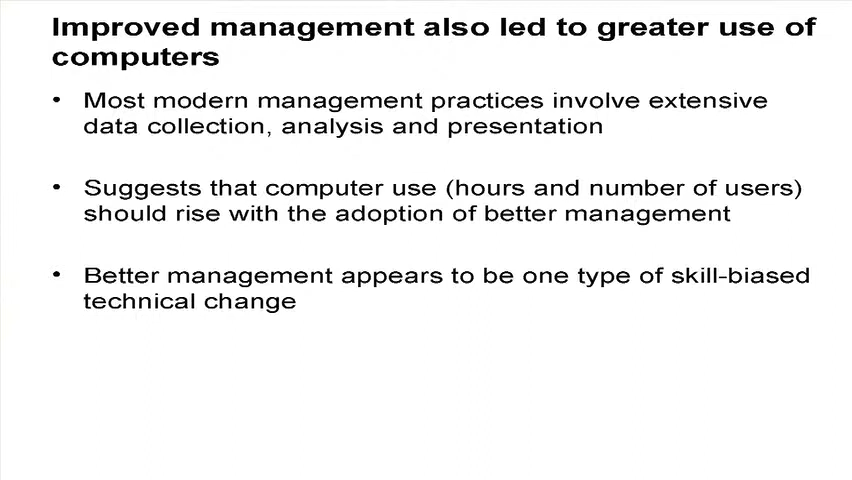 Improved management also led to greater use of
computers
• Most modern management practices involve extensive
data collection, analysis and presentation
• Suggests that computer use (hours and number of users)
should rise with the adoption of better management
• Better management appears to be one type of skill-biased
technical change